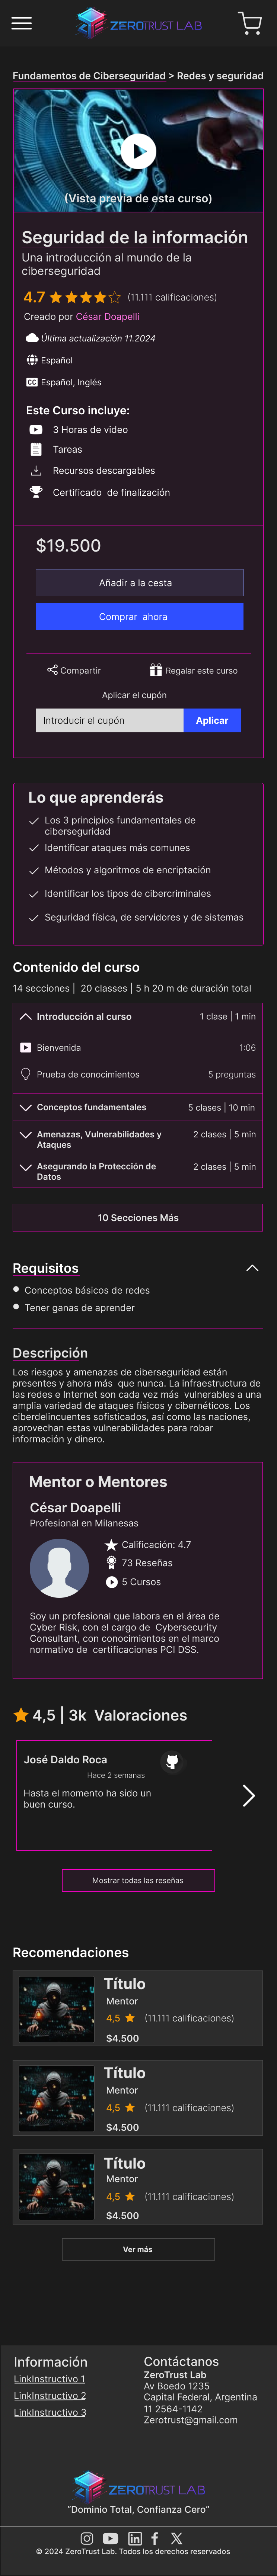 ZEROTRUST LAB
Fundamentos de Ciberseguridad > Redes y seguridad
(Vista previa de esta curso)
Seguridad de la información
Una introducción al mundo de la
ciberseguridad
4.7 (11.111 calificaciones)
Creado por César Doapelli
Última actualización 11.2024
Español
CC Español, Inglés
Este Curso incluye:
3 Horas de video
Tareas
Recursos descargables
Certificado de finalización
$19.500
Añadir a la cesta
Comprar ahora
Compartir Regalar este curso
Aplicar el cupón
Introducir el cupón Aplicar
Lo que aprenderás
Los 3 principios fundamentales de
ciberseguridad
Identificar ataques más comunes
Métodos y algoritmos de encriptación
Identificar los tipos de cibercriminales
Seguridad física, de servidores y de sistemas
Contenido del curso
14 secciones | 20 classes | 5 h 20 m de duración total
Introducción al curso 1 clase | 1 min
Bienvenida 1:06
Prueba de conocimientos 5 preguntas
Conceptos fundamentales 5 clases | 10 min
Amenazas, Vulnerabilidades y 2 clases | 5 min
Ataques
Asegurando la Protección de 2 clases | 5 min
Datos
10 Secciones Más
Requisitos
Conceptos básicos de redes
Tener ganas de aprender
Descripción
Los riesgos y amenazas de ciberseguridad están
presentes y ahora más que nunca. La infraestructura de
las redes e Internet son cada vez más vulnerables a una
amplia variedad de ataques físicos y cibernéticos. Los
ciberdelincuentes sofisticados, así como las naciones,
aprovechan estas vulnerabilidades para robar
información y dinero.
Mentor o Mentores
César Doapelli
Profesional en Milanesas
Calificación: 4.7
73 Reseñas
5 Cursos
Soy un profesional que labora en el área de
Cyber Risk, con el cargo de Cybersecurity
Consultant, con conocimientos en el marco
normativo de certificaciones PCI DSS.
4,5 | 3k Valoraciones
José Daldo Roca
Hace 2 semanas
Hasta el momento ha sido un
buen curso.
Mostrar todas las reseñas
Recomendaciones
Título
Mentor
4,5 (11.111 calificaciones)
$4.500
Título
Mentor
4,5 (11.111 calificaciones)
$4.500
Título
Mentor
4,5 (11.111 calificaciones)
$4.500
Ver más
Información
LinkInstructivo 1
LinkInstructivo 2
LinkInstructivo 3
Contáctanos
ZeroTrust Lab
Av Boedo 1235
Capital Federal, Argentina
11 2564-1142
Zerotrust@gmail.com
ZEROTRUST LAB
“Dominio Total, Confianza Cero”
© 2024 ZeroTrust Lab. Todos los derechos reservados